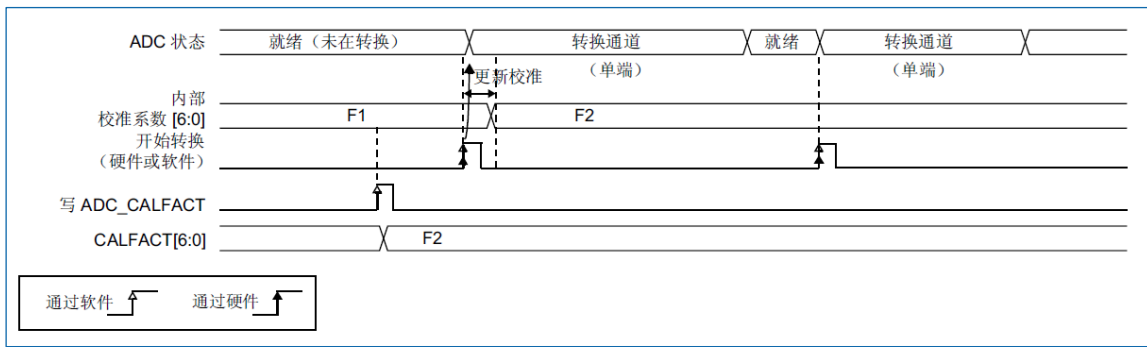 ADC 状态
就绪（未在转换）
转换通道
就绪
转换通道
（单端）
（单端）
更新校准
内部
校准系数 [6:0]
F1
F2
开始转换
（硬件或软件）
写 ADC_CALFACT
CALFACT[6:0]
F2
通过软件
通过硬件